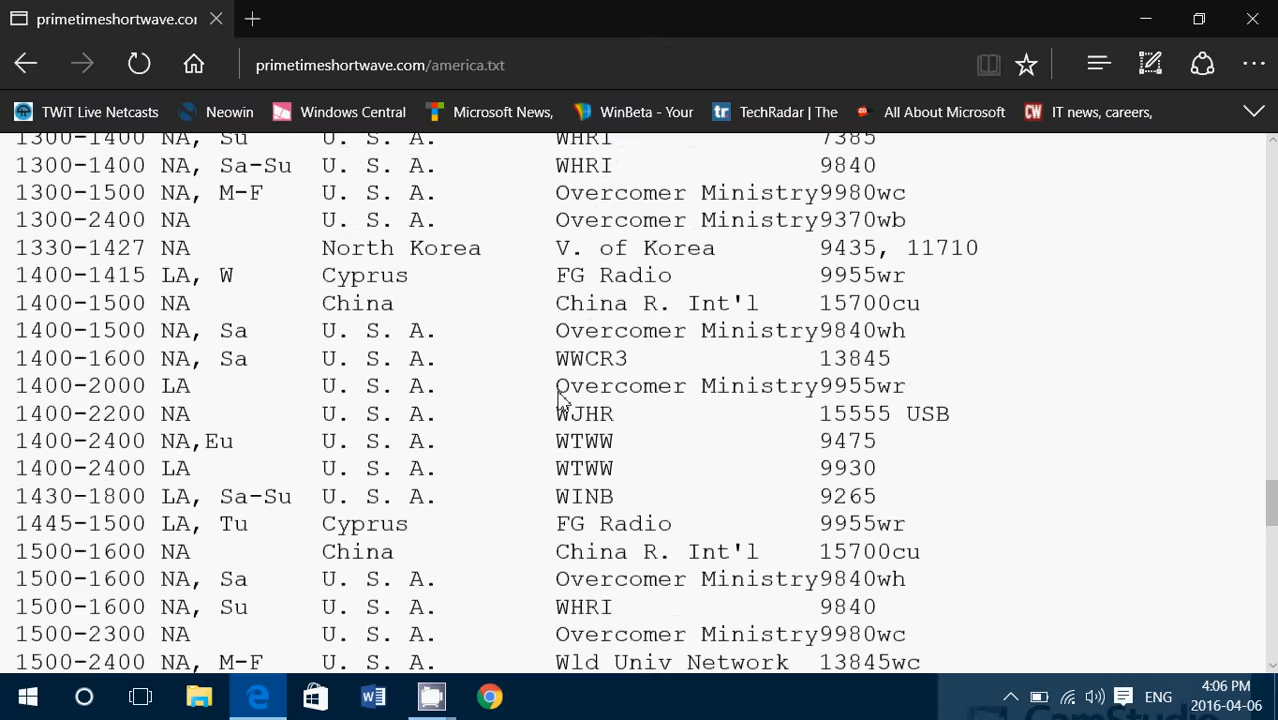 primetimeshortwave.cor
primetimeshortwave.com/america.txt
TWiT Live Netcasts Neowin Windows Central Microsoft News, WinBeta - Your TechRadar | The All About Microsoft IT news, careers,
1300-1400 NA, Su U. S. A. WHRI 7385
1300-1400 NA, Sa-Su U. S. A. WHRI 9840
1300-1500 NA, M-F U. S. A. Overcomer Ministry9980wc
1300-2400 NA U. S. A. Overcomer Ministry9370wb
1330-1427 NA North Korea V. of Korea 9435, 11710
1400-1415 LA, W Cyprus FG Radio 9955wr
1400-1500 NA China China R. Int'l 15700cu
1400-1500 NA, Sa U. S. A. Overcomer Ministry9840wh
1400-1600 NA, Sa U. S. A. WWCR3 13845
1400-2000 LA U. S. A. Overcomer Ministry9955wr
1400-2200 NA U. S. A. WJHR 15555 USB
1400-2400 NA,Eu U. S. A. WTWW 9475
1400-2400 LA U. S. A. WTWW 9930
1430-1800 LA, Sa-Su U. S. A. WINB 9265
1445-1500 LA, Tu Cyprus FG Radio 9955wr
1500-1600 NA China China R. Int'l 15700cu
1500-1600 NA, Sa U. S. A. Overcomer Ministry9840wh
1500-1600 NA, Su U. S. A. WHRI 9840
1500-2300 NA U. S. A. Overcomer Ministry9980wc
1500-2400 NA, M-F U. S. A. Wld Univ Network 13845wc
ENG 4:06 PM
2016-04-06